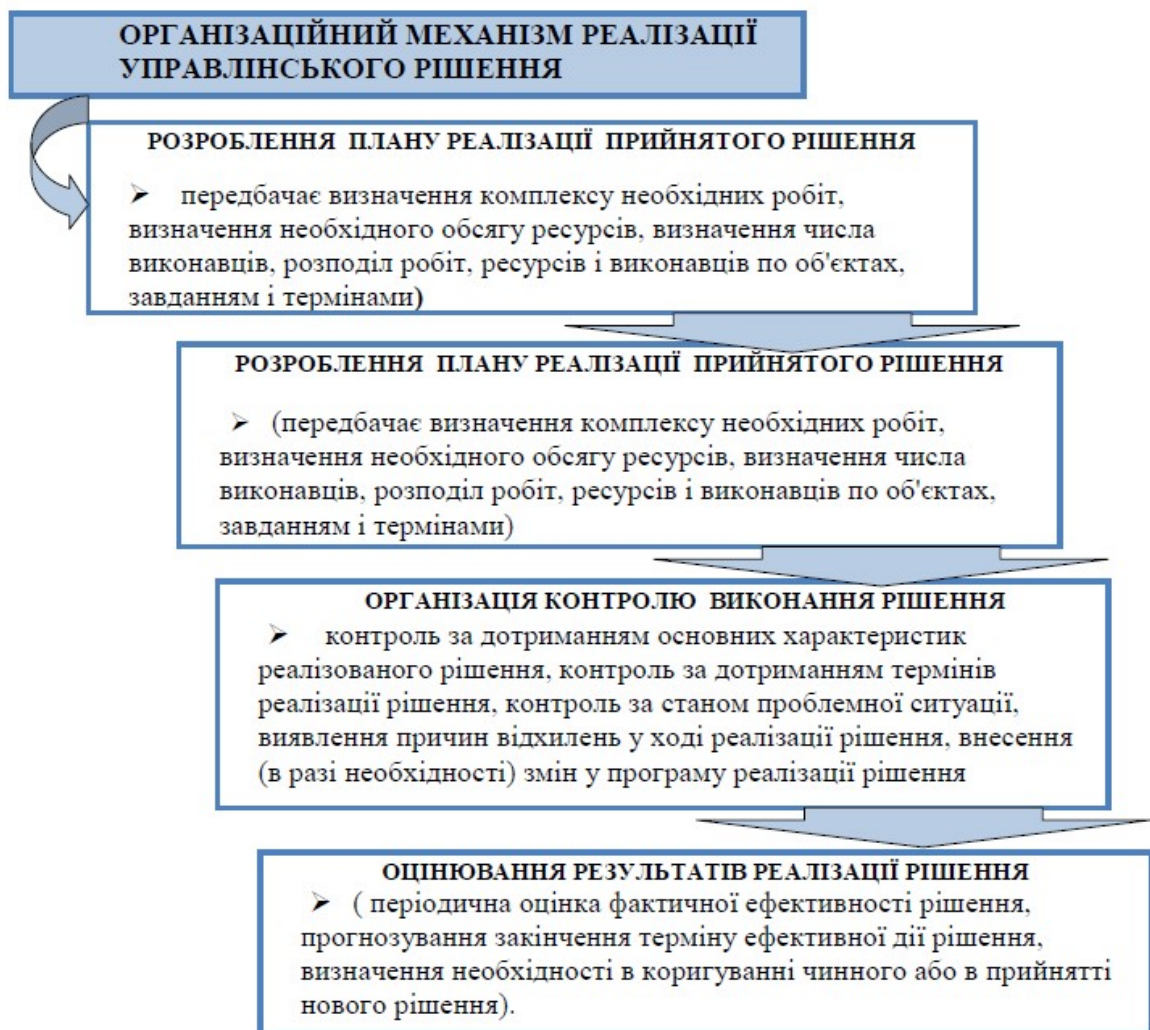 ОРГАНІЗАЦІЙНИЙ МЕХАНІЗМ РЕАЛІЗАЦІЇ
УПРАВЛІНСЬКОГО РІШЕННЯ
РОЗРОБЛЕННЯ ПЛАНУ РЕАЛІЗАЦІЇ ПРИЙНЯТОГО РІШЕННЯ
➢ передбачає визначення комплексу необхідних робіт,
визначення необхідного обсягу ресурсів, визначення числа
виконавців, розподіл робіт, ресурсів і виконавців по об'єктах,
завданням і термінами)
РОЗРОБЛЕННЯ ПЛАНУ РЕАЛІЗАЦІЇ ПРИЙНЯТОГО РІШЕННЯ
➢ (передбачає визначення комплексу необхідних робіт,
визначення необхідного обсягу ресурсів, визначення числа
виконавців, розподіл робіт, ресурсів і виконавців по об'єктах,
завданням і термінами)
ОРГАНІЗАЦІЯ КОНТРОЛЮ ВИКОНАННЯ РІШЕННЯ
➢ контроль за дотриманням основних характеристик
реалізованого рішення, контроль за дотриманням термінів
реалізації рішення, контроль за станом проблемної ситуації,
виявлення причин відхилень у ході реалізації рішення, внесення
(в разі необхідності) змін у програму реалізації рішення
ОЦІНЮВАННЯ РЕЗУЛЬТАТІВ РЕАЛІЗАЦІЇ РІШЕННЯ
➢ ( періодична оцінка фактичної ефективності рішення,
прогнозування закінчення терміну ефективної дії рішення,
визначення необхідності в коригуванні чинного або в прийнятті
нового рішення).